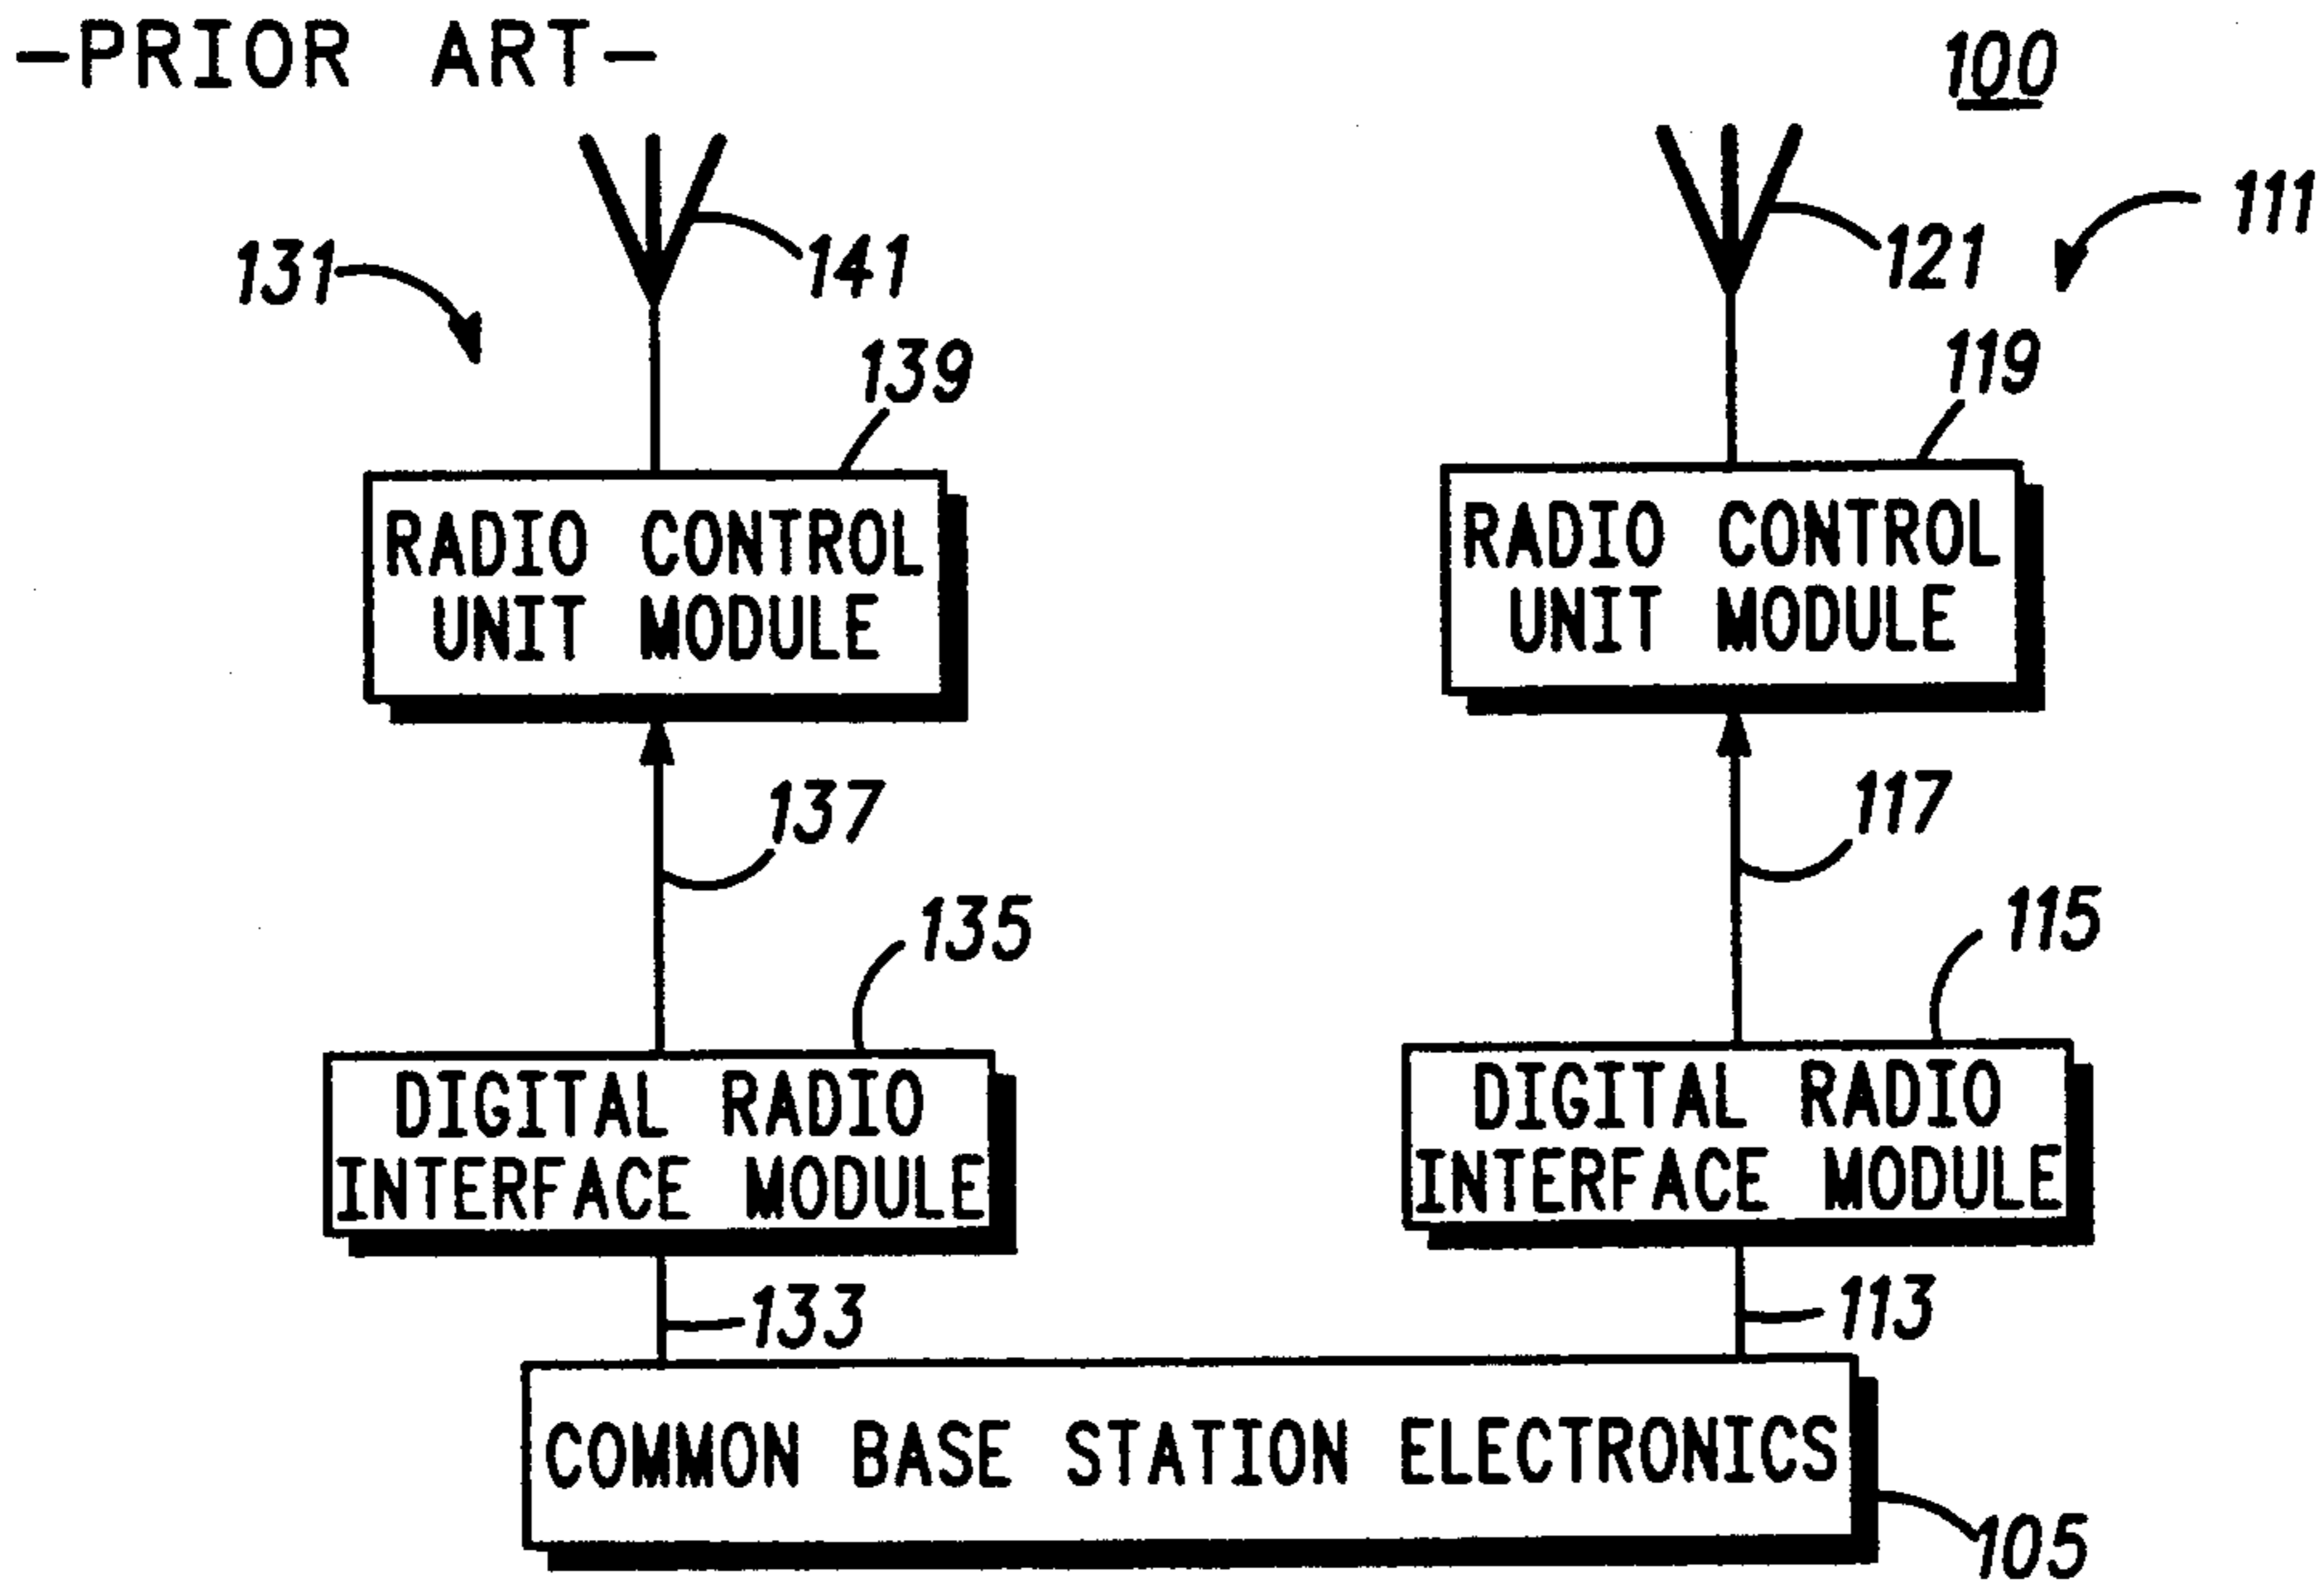 -PRIOR ART-
100
111
131
141
121
139
119
RADIO CONTROL
UNIT MODULE
RADIO CONTROL
UNIT MODULE
137
117
135
115
DIGITAL RADIO
INTERFACE MODULE
DIGITAL RADIO
INTERFACE MODULE
133
113
COMMON BASE STATION ELECTRONICS
105